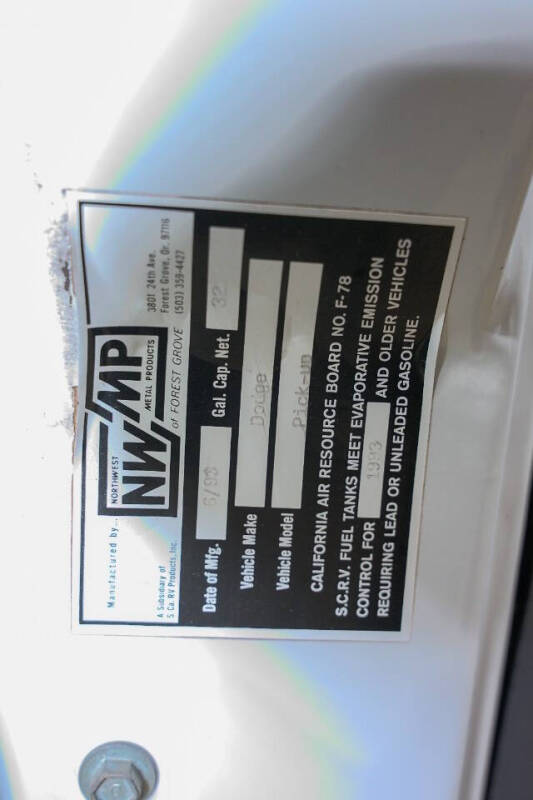 Manufactured by...
NORTHWEST
NWMP
METAL PRODUCTS
of FOREST GROVE
3801 24th Ave.
Forest Grove, Or. 97116
(503) 359-4427
A Subsidiary of
S Ca. RV Products, Inc.
Date of Mfg. 6/93 Gal. Cap. Net. 32
Vehicle Make Dodge
Vehicle Model Pick-up
CALIFORNIA AIR RESOURCE BOARD NO. F-78
S.C.R.V. FUEL TANKS MEET EVAPORATIVE EMISSION
CONTROL FOR 1993 AND OLDER VEHICLES
REQUIRING LEAD OR UNLEADED GASOLINE.